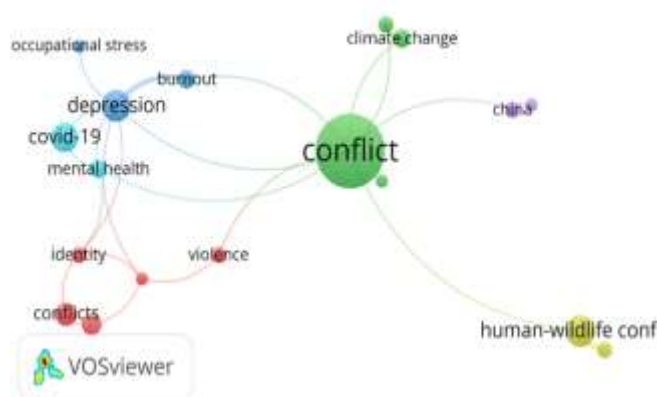 climate change
occupational stress
burnout
depression
china
covid-19
conflict
mental health
identity
violence
conflicts
human-wildlife conf
VOSviewer